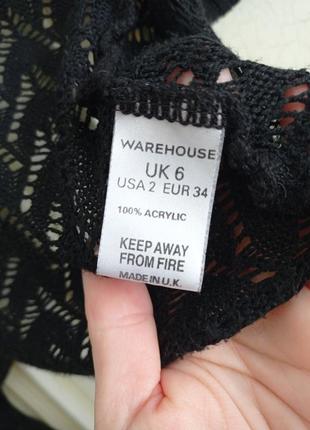 WAREHOUSE
UK 6
USA 2 EUR 34
100% ACRYLIC
KEEP AWAY
FROM FIRE
MADE IN U.K.